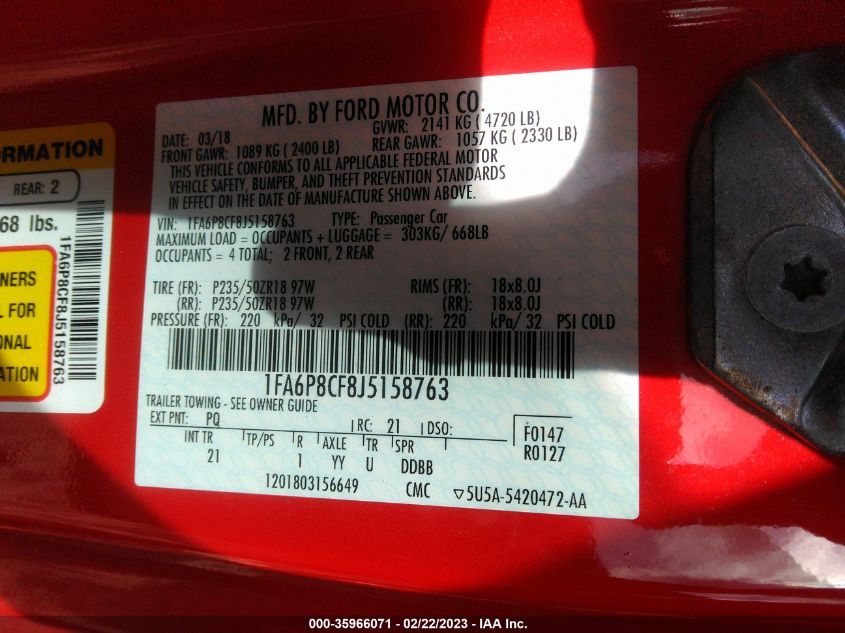 ORMATION
REAR: 2
68 lbs.
NERS
L FOR
ONAL
N.
1FA6P8CF8J5158763
MFD. BY FORD MOTOR CO.
DATE: 03/18 GVWR: 2141 KG ( 4720 LB)
FRONT GAWR: 1089 KG ( 2400 LB) REAR GAWR: 1057 KG ( 2330 LB)
THIS VEHICLE CONFORMS TO ALL APPLICABLE FEDERAL MOTOR
VEHICLE SAFETY, BUMPER, AND THEFT PREVENTION STANDARDS
IN EFFECT ON THE DATE OF MANUFACTURE SHOWN ABOVE.
VIN: 1FA6P8CF8J5158763 TYPE: Passenger Car
MAXIMUM LOAD = OCCUPANTS + LUGGAGE = 303KG/ 668LB
OCCUPANTS = 4 TOTAL; 2 FRONT, 2 REAR
TIRE (FR): P235/50ZR18 97W RIMS (FR): 18x8.0J
(RR): P235/50ZR18 97W (RR): 18x8.0J
PRESSURE (FR): 220 kPa/ 32 PSI COLD (RR): 220 kPa/ 32 PSI COLD
1FA6P8CF8J5158763
TRAILER TOWING - SEE OWNER GUIDE
EXT PNT: PQ RC: 21 DSO: F0147
INT TR TP/PS R AXLE TR SPR R0127
21 1 YY U DDBB
1201803156649 CMC ▽5U5A-5420472-AA
000-35966071 - 02/22/2023 - IAA Inc.